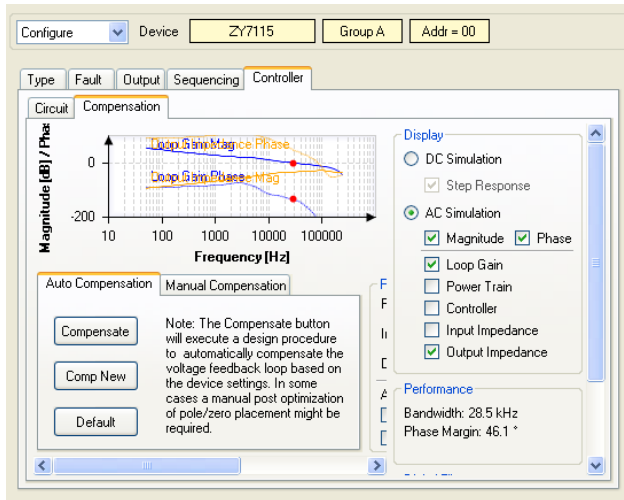 Configure Device ZY7115 Group A Addr = 00
Type Fault Output Sequencing Controller
Circuit Compensation
Magnitude [dB] / Pha
Loop Gain Mag
Impedance Phase
Loop Gain Phase
Mag
0
-200
10 100 1000 10000 100000
Frequency [Hz]
Auto Compensation Manual Compensation
Compensate
Comp New
Default
Note: The Compensate button
will execute a design procedure
to automatically compensate the
voltage feedback loop based on
the device settings. In some
cases a manual post optimization
of pole/zero placement might be
required.
Display
DC Simulation
Step Response
AC Simulation
Magnitude Phase
Loop Gain
Power Train
Controller
Input Impedance
Output Impedance
Performance
Bandwidth: 28.5 kHz
Phase Margin: 46.1 °